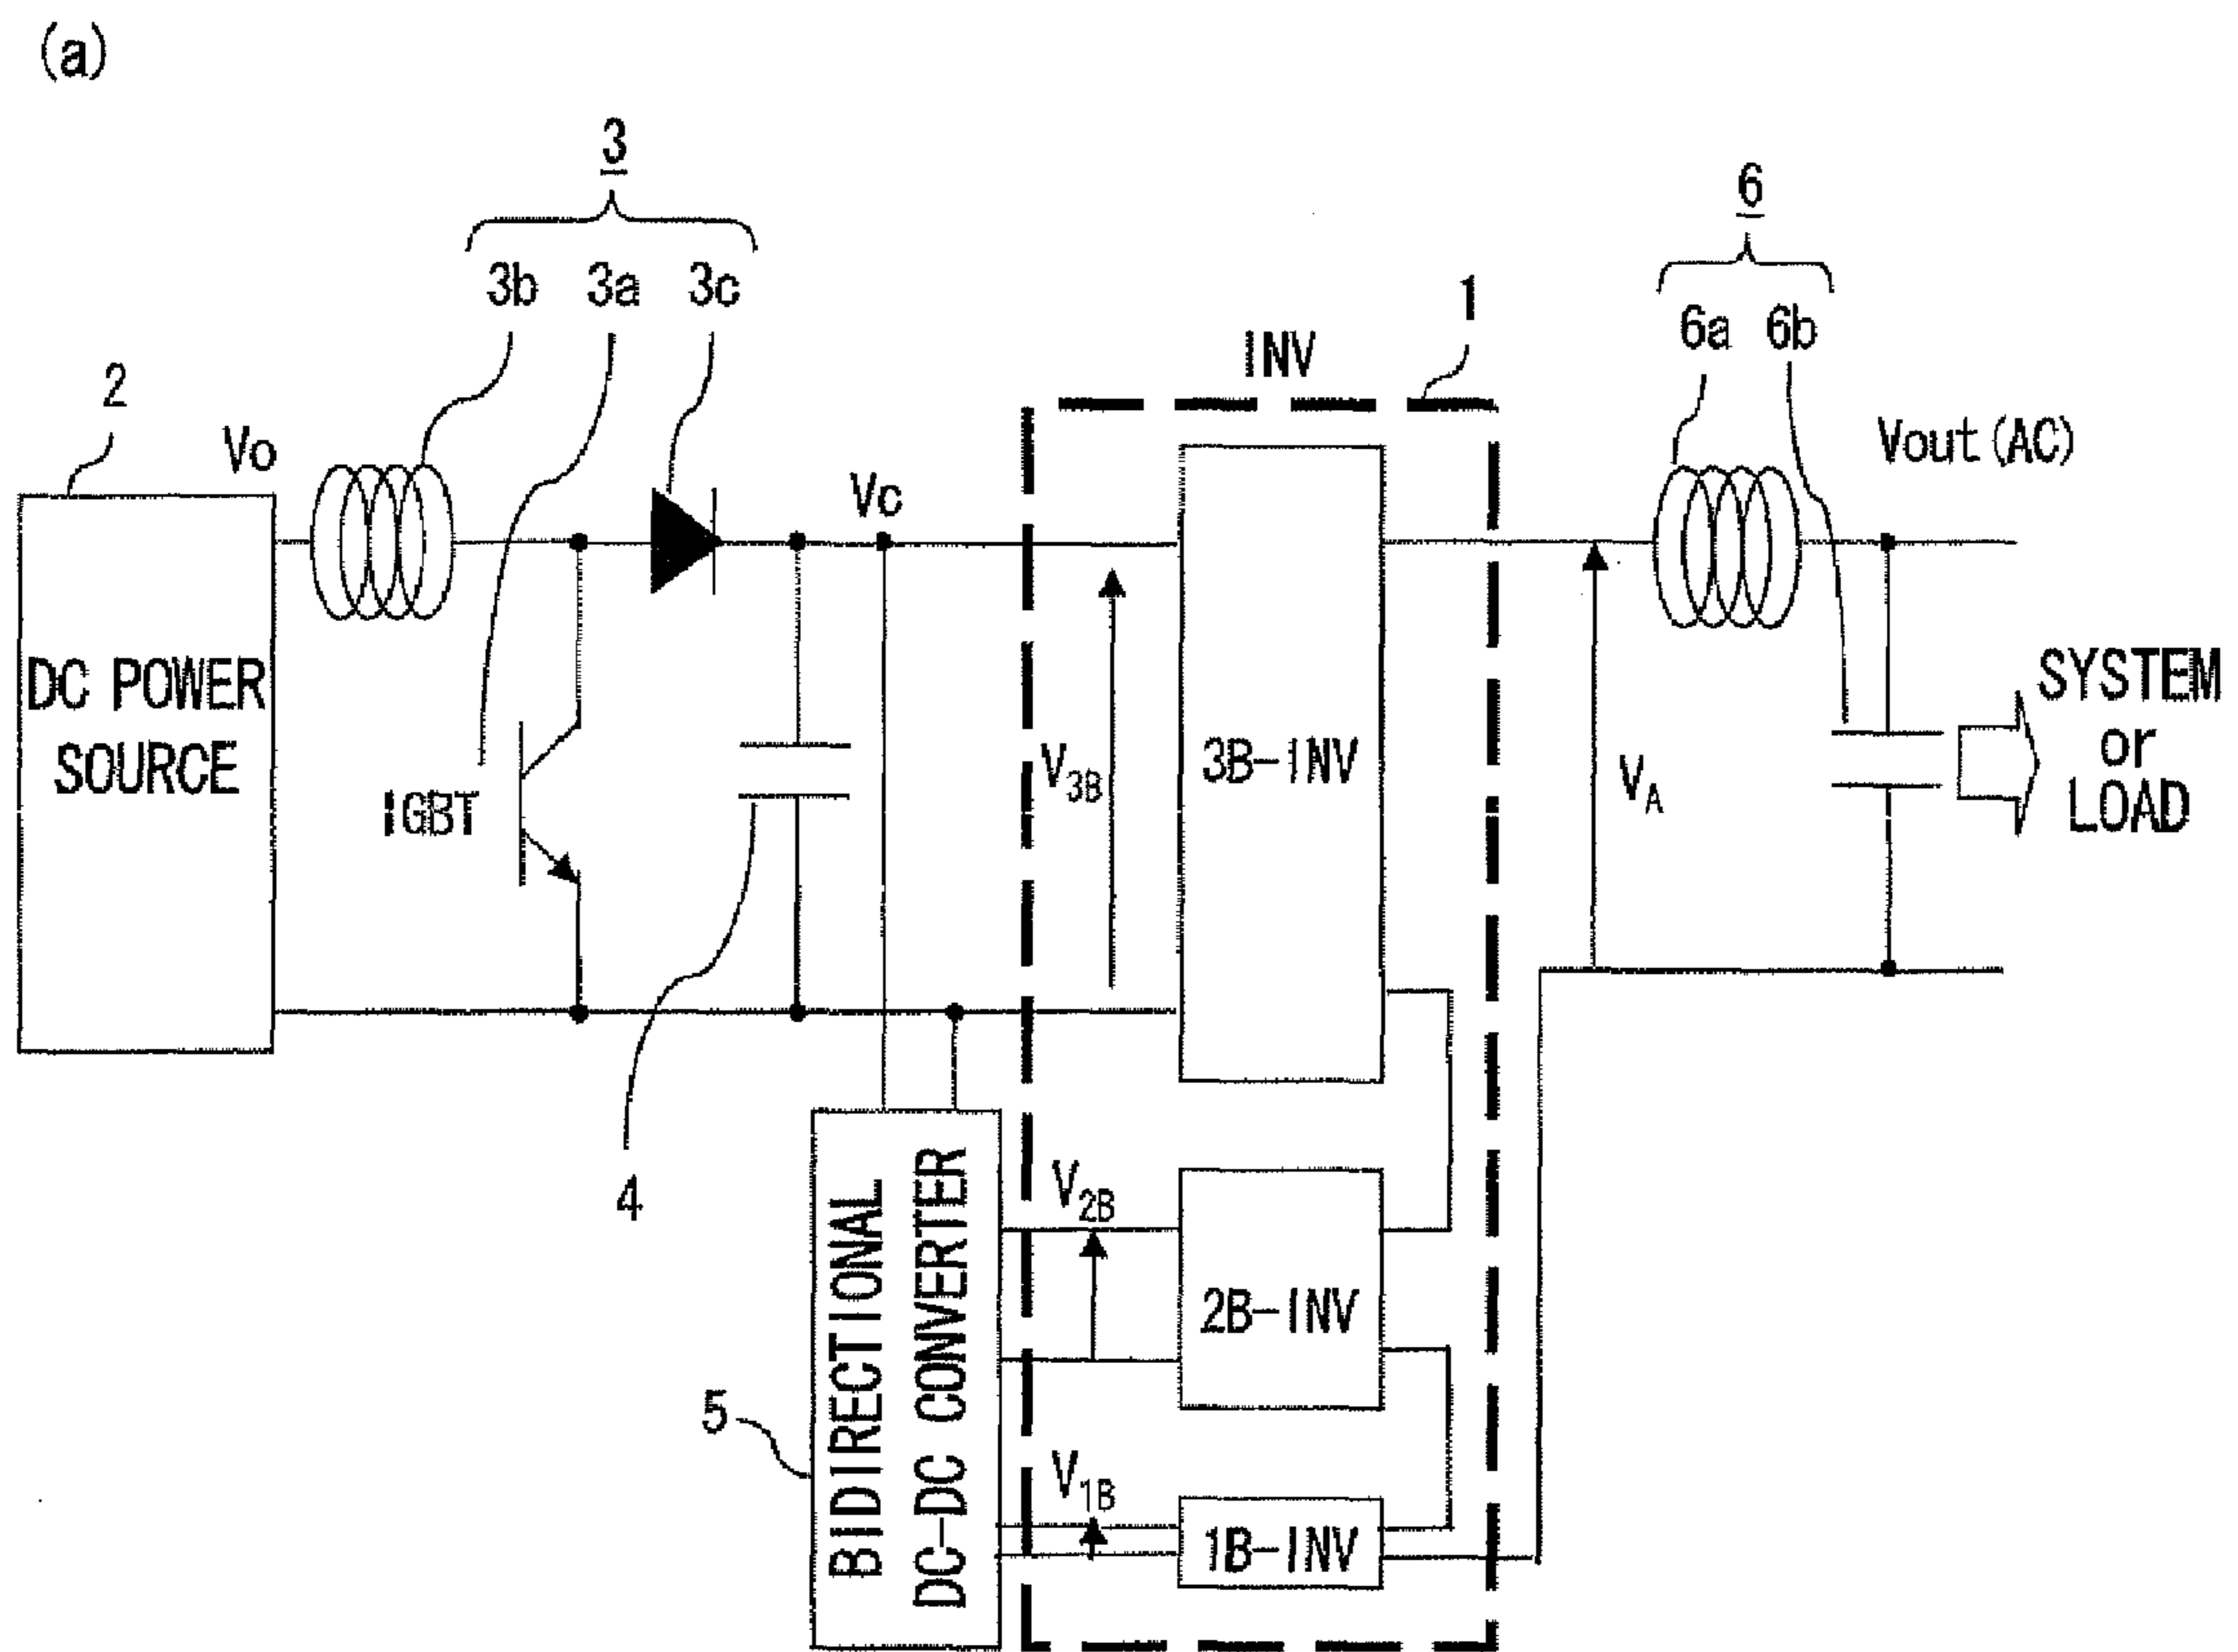 (a)
3
3b 3a 3c
6
6a 6b
1
INV
2
Vo
Vc
Vout(AC)
DC POWER
SOURCE
IGBT
V3B
3B-INV
VA
SYSTEM
or
LOAD
4
V2B
2B-INV
5
BIDIRECTIONAL
DC-DC CONVERTER
V1B
1B-INV